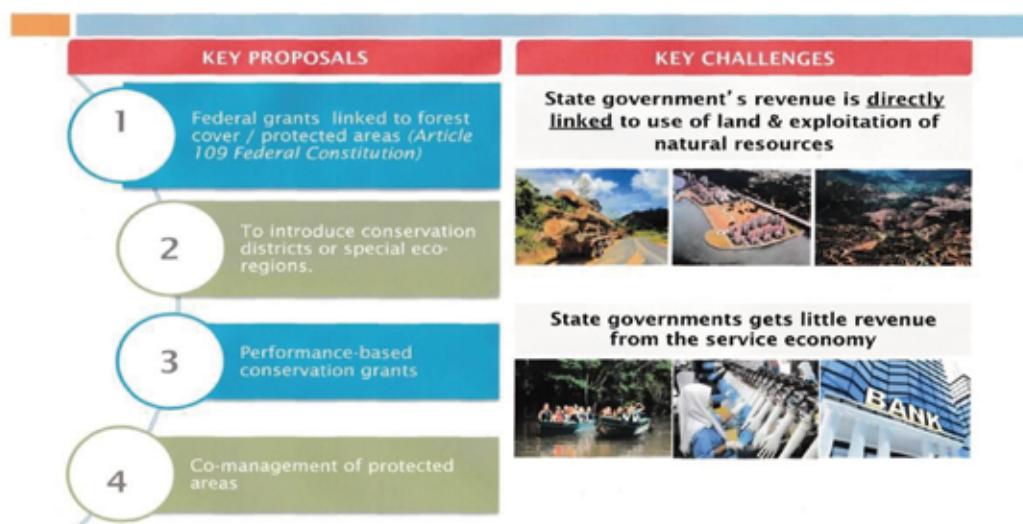 KEY PROPOSALS
1
Federal grants linked to forest
cover / protected areas (Article
109 Federal Constitution)
2
To introduce conservation
districts or special eco-
regions.
3
Performance-based
conservation grants
4
Co-management of protected
areas
KEY CHALLENGES
State government's revenue is directly
linked to use of land & exploitation of
natural resources
State governments gets little revenue
from the service economy
BANK